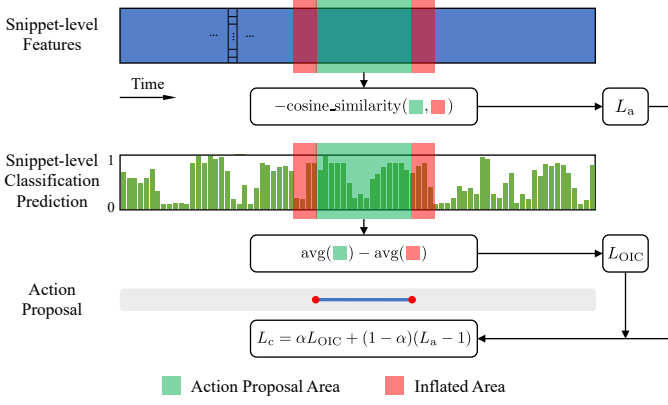 Snippet-level
Features
... ⋮ ...
Time
−cosine_similarity( , )
L_a
Snippet-level
Classification
Prediction
1
0
avg( ) − avg( )
L_OIC
Action
Proposal
L_c = αL_OIC + (1 − α)(L_a − 1)
Action Proposal Area
Inflated Area